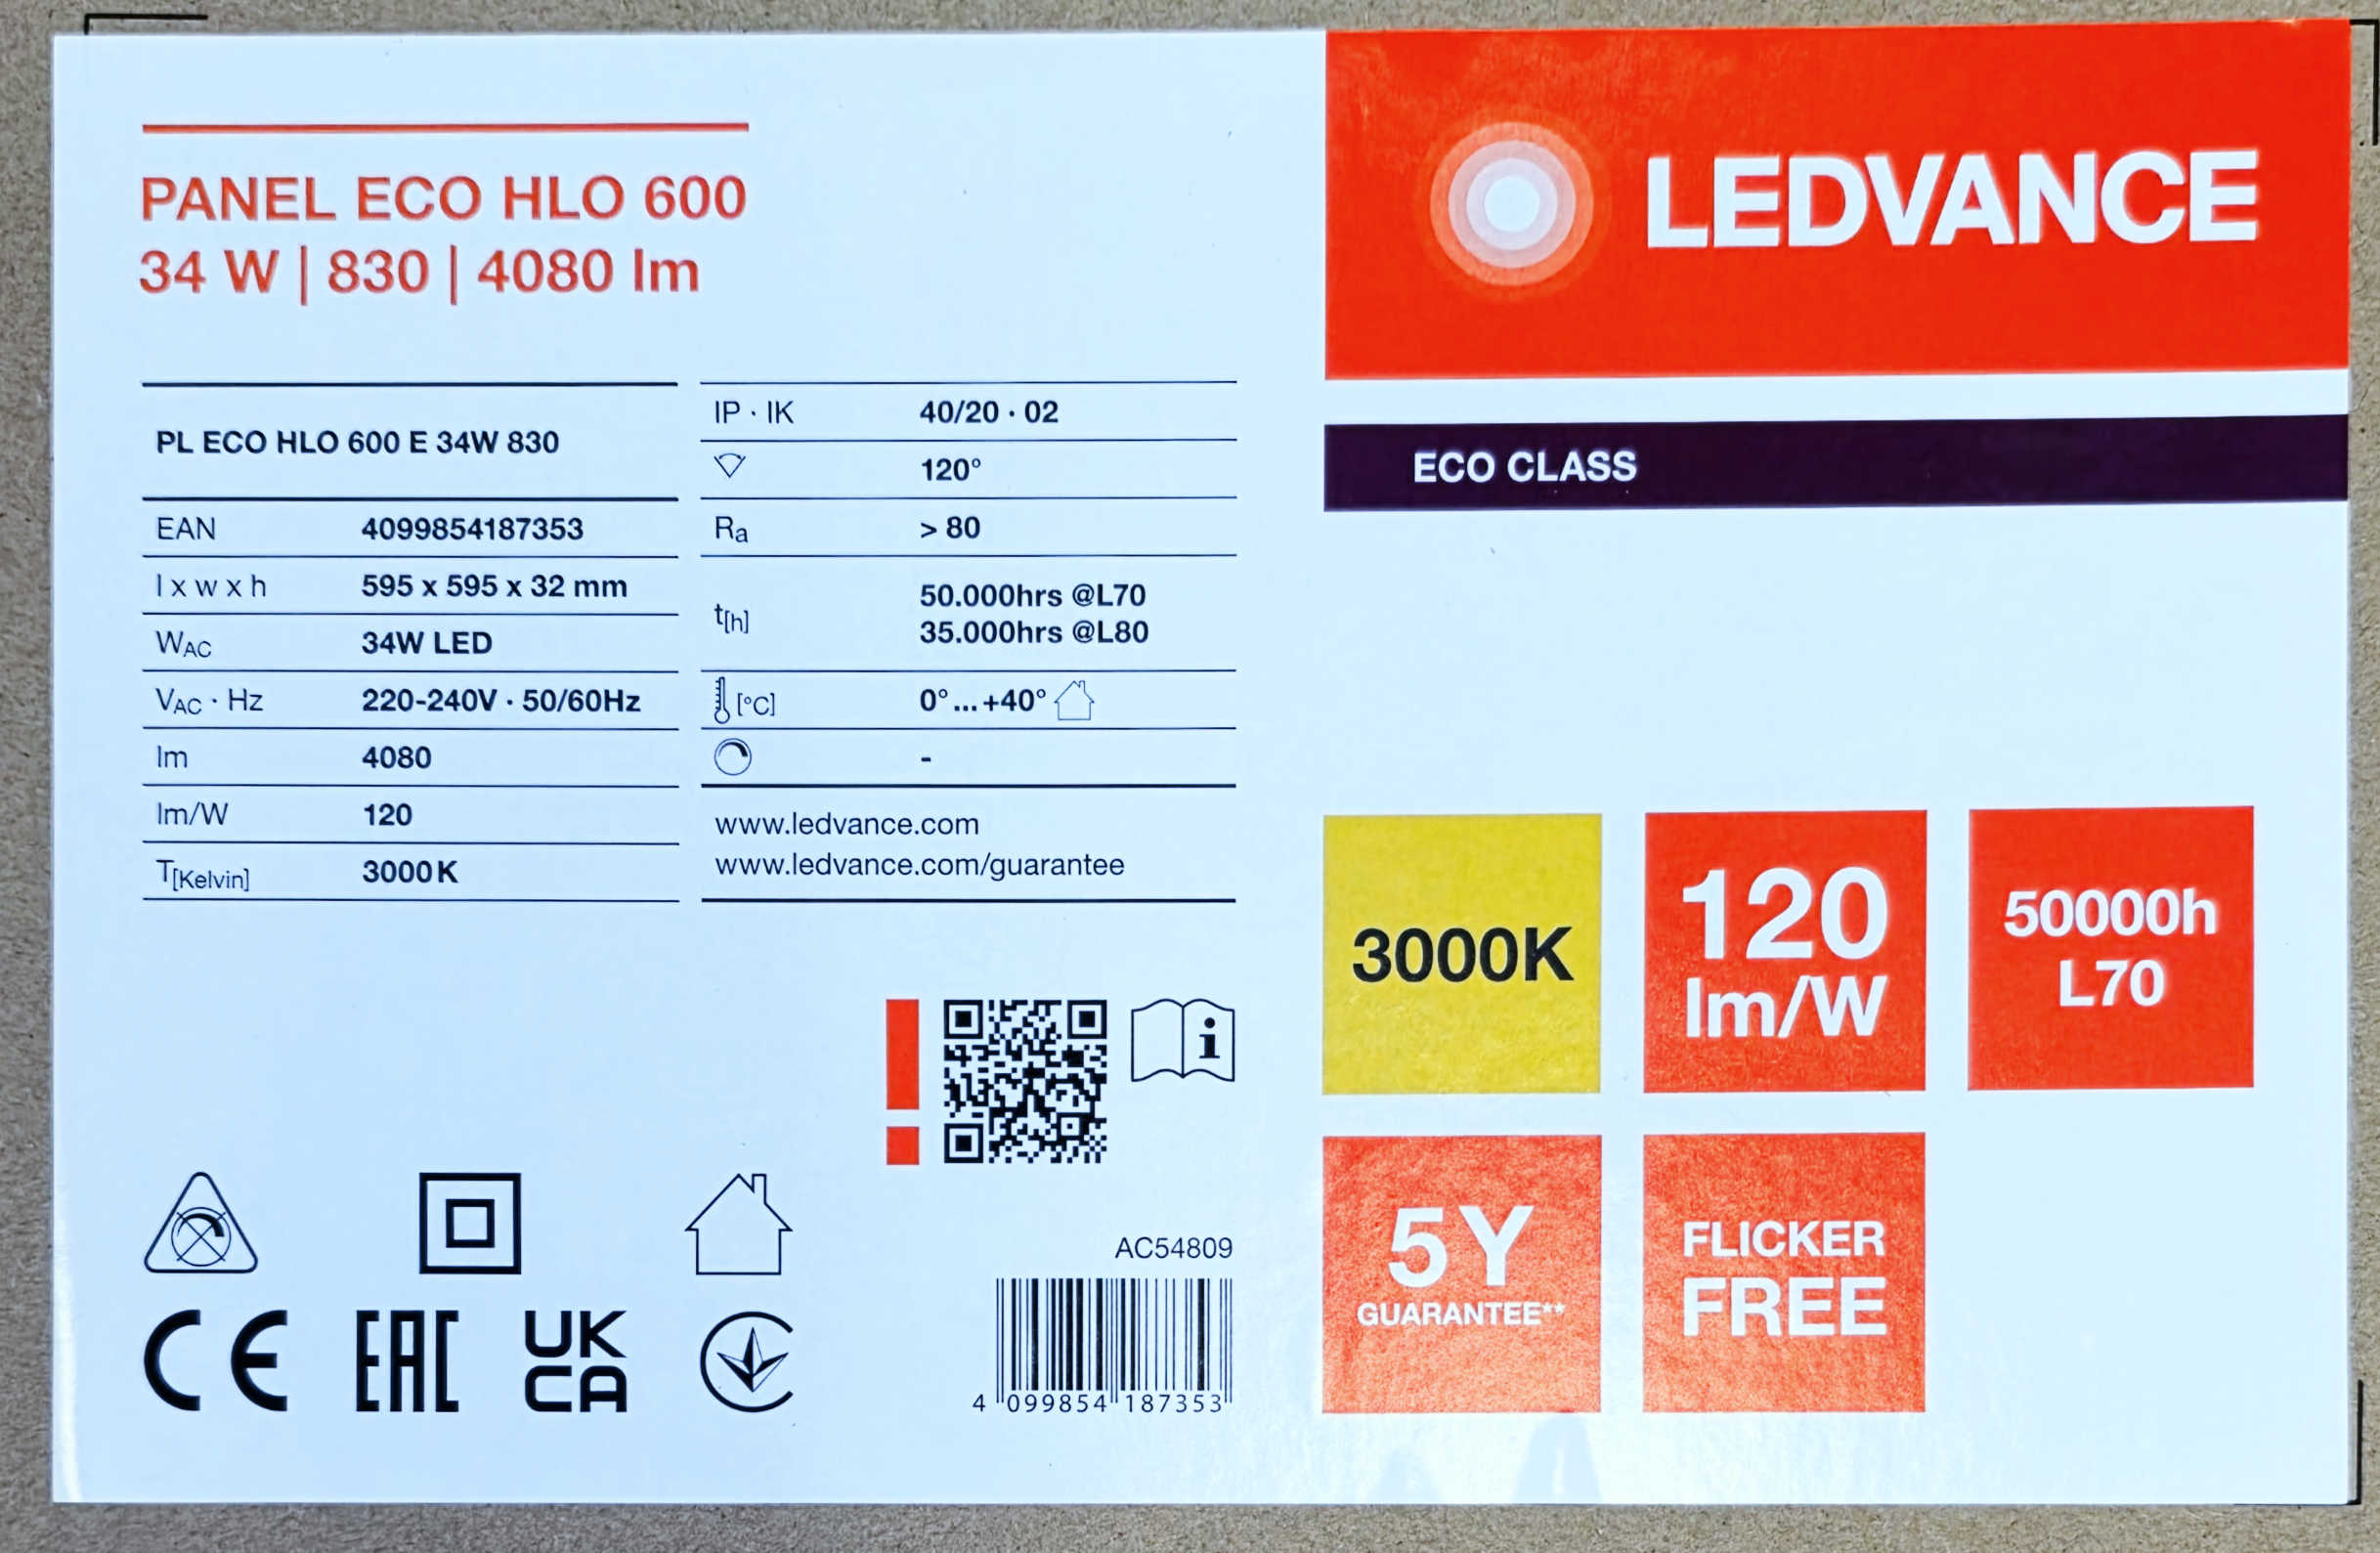 PANEL ECO HLO 600
34 W | 830 | 4080 lm
PL ECO HLO 600 E 34W 830
EAN 4099854187353
l x w x h 595 x 595 x 32 mm
WAC 34W LED
VAC · Hz 220-240V · 50/60Hz
lm 4080
lm/W 120
T[Kelvin] 3000K
IP · IK 40/20 · 02
120°
Ra > 80
t[h] 50.000hrs @L70
35.000hrs @L80
[°C] 0°...+40°
-
www.ledvance.com
www.ledvance.com/guarantee
i
CE EAC UK
CA
AC54809
4 099854 187353
LEDVANCE
ECO CLASS
3000K
120
lm/W
50000h
L70
5Y
GUARANTEE**
FLICKER
FREE